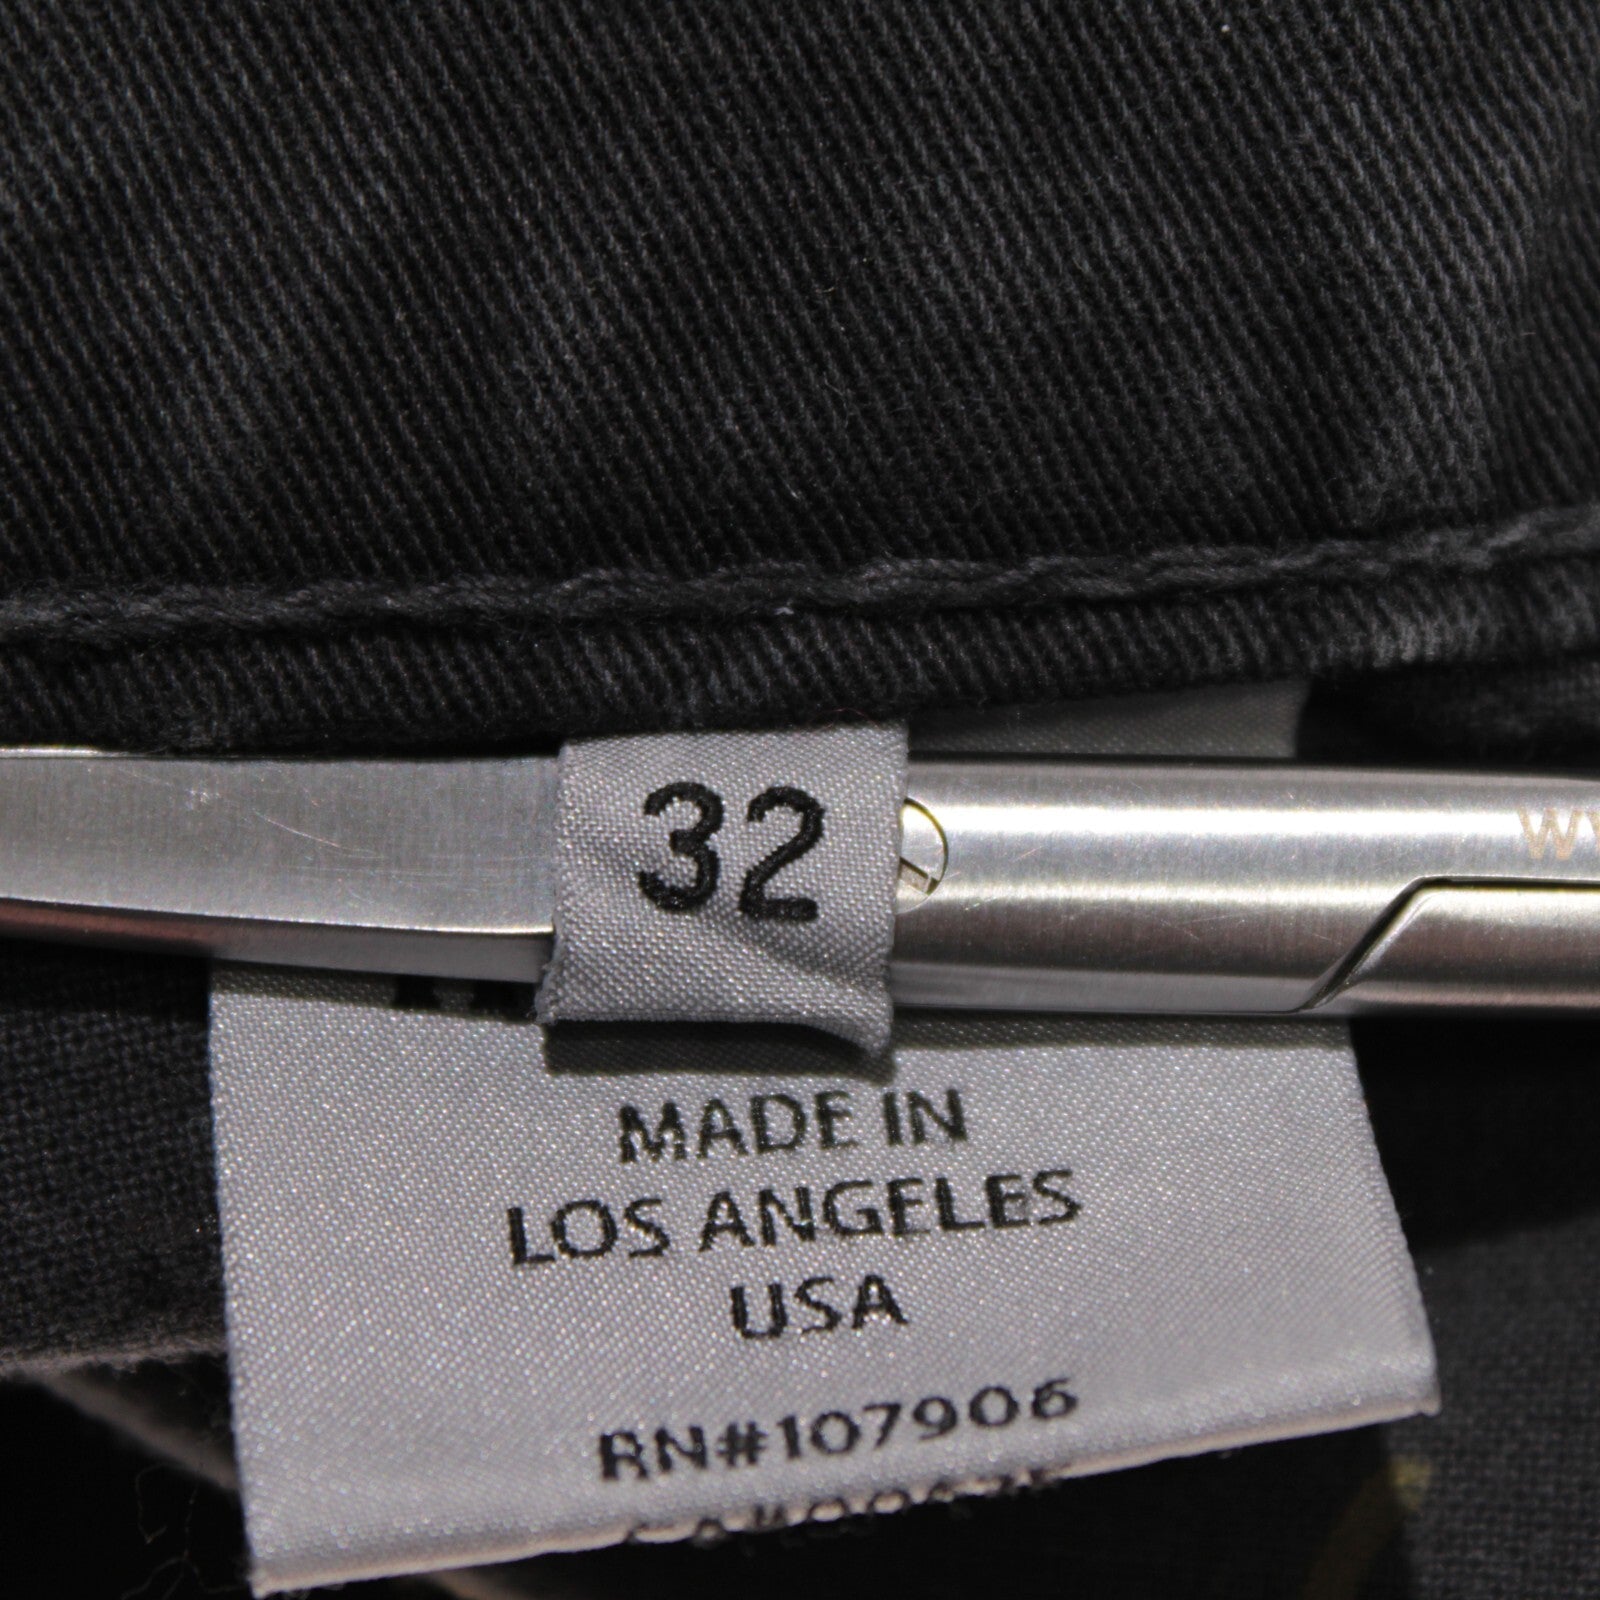 32
MADE IN
LOS ANGELES
USA
RN#107906